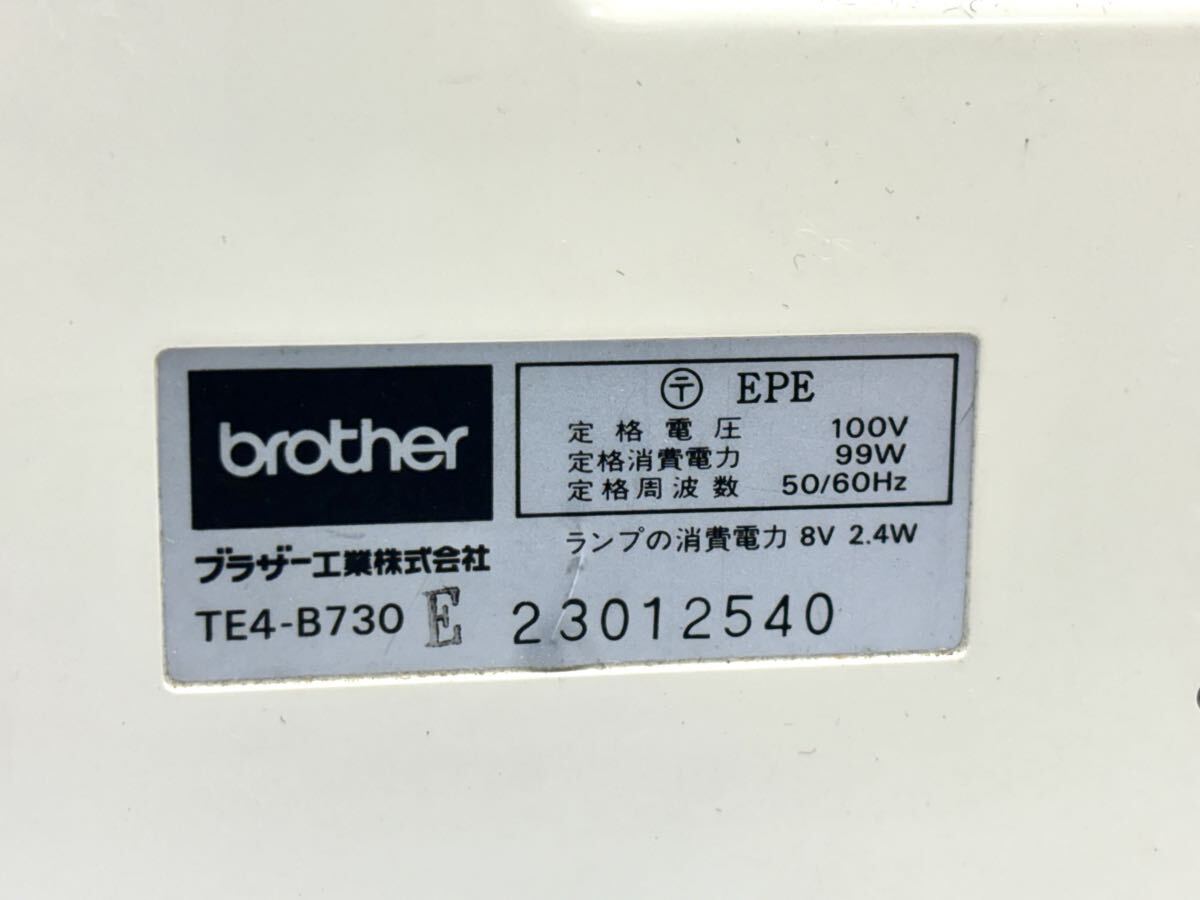 brother
ブラザー工業株式会社
TE4-B730 E 23012540
〶 EPE
定格電圧 100V
定格消費電力 99W
定格周波数 50/60Hz
ランプの消費電力 8V 2.4W